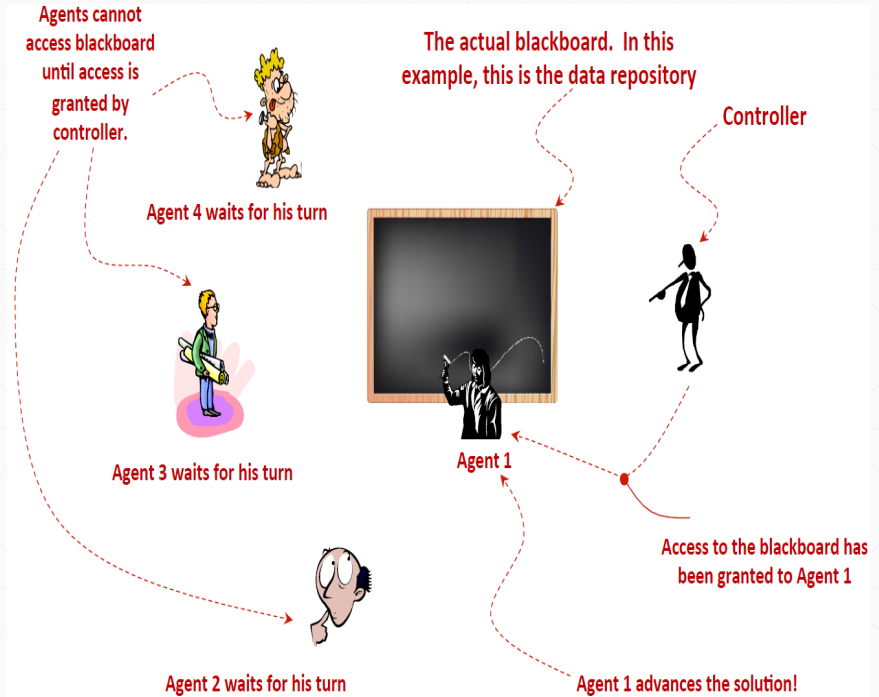 Agents cannot
access blackboard
until access is
granted by
controller.
The actual blackboard.  In this
example, this is the data repository
Controller
Agent 4 waits for his turn
Agent 3 waits for his turn
Agent 1
Access to the blackboard has
been granted to Agent 1
Agent 2 waits for his turn
Agent 1 advances the solution!